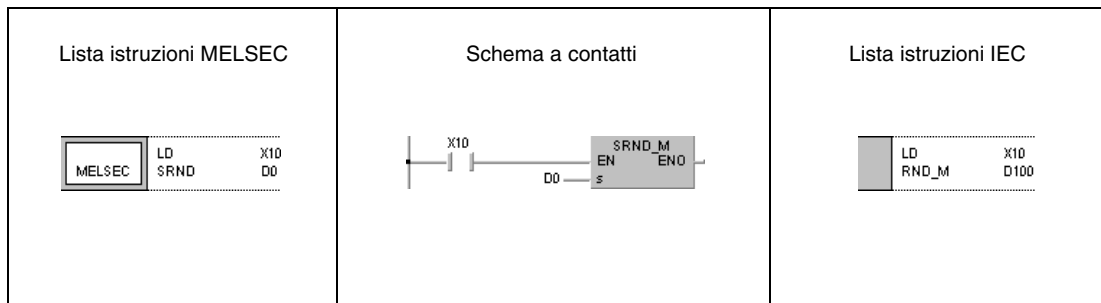 Lista istruzioni MELSEC
MELSEC
LD X10
SRND D0
Schema a contatti
X10
SRND_M
EN ENO
D0 s
Lista istruzioni IEC
LD X10
RND_M D100